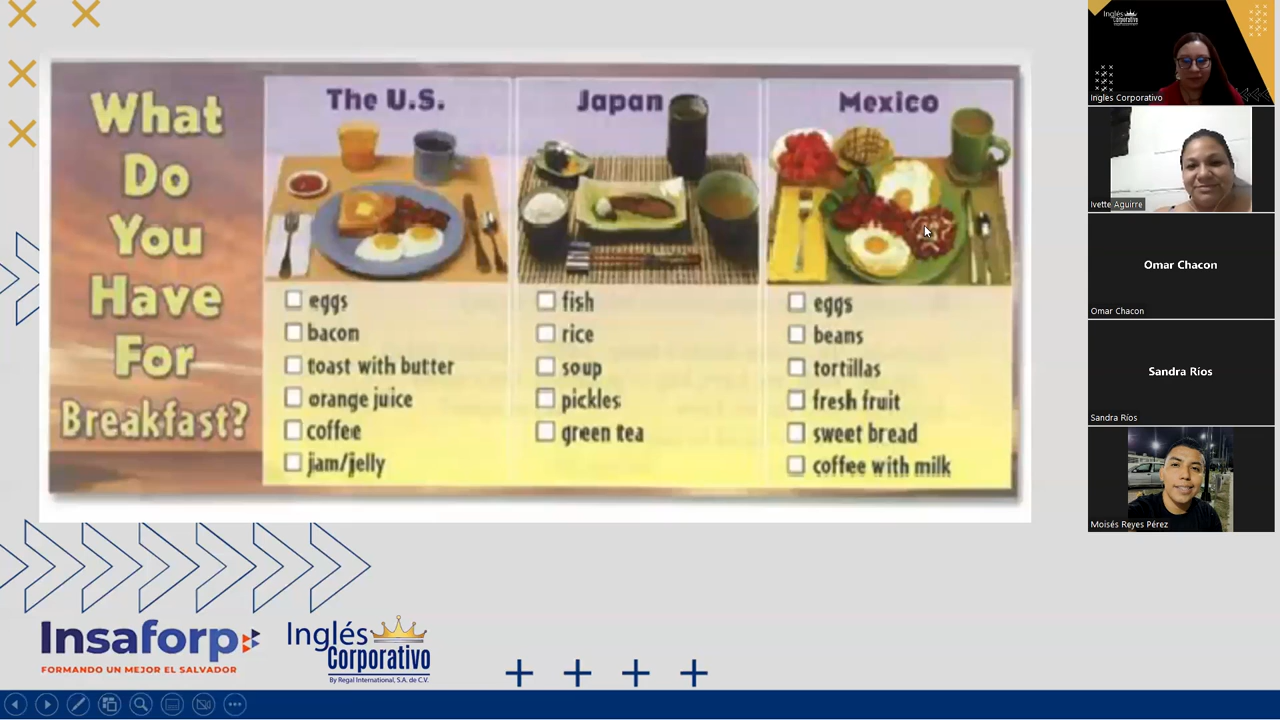 What
Do
You
Have
For
Breakfast?
The U.S.
eggs
bacon
toast with butter
orange juice
coffee
jam/jelly
Japan
fish
rice
soup
pickles
green tea
Mexico
eggs
beans
tortillas
fresh fruit
sweet bread
coffee with milk
Insaforp
FORMANDO UN MEJOR EL SALVADOR
Inglés
Corporativo
By Regal International, S.A. de C.V.
Inglés
Corporativo
Ingles Corporativo
Ivette Aguirre
Omar Chacon
Omar Chacon
Sandra Ríos
Sandra Ríos
Moisés Reyes Pérez